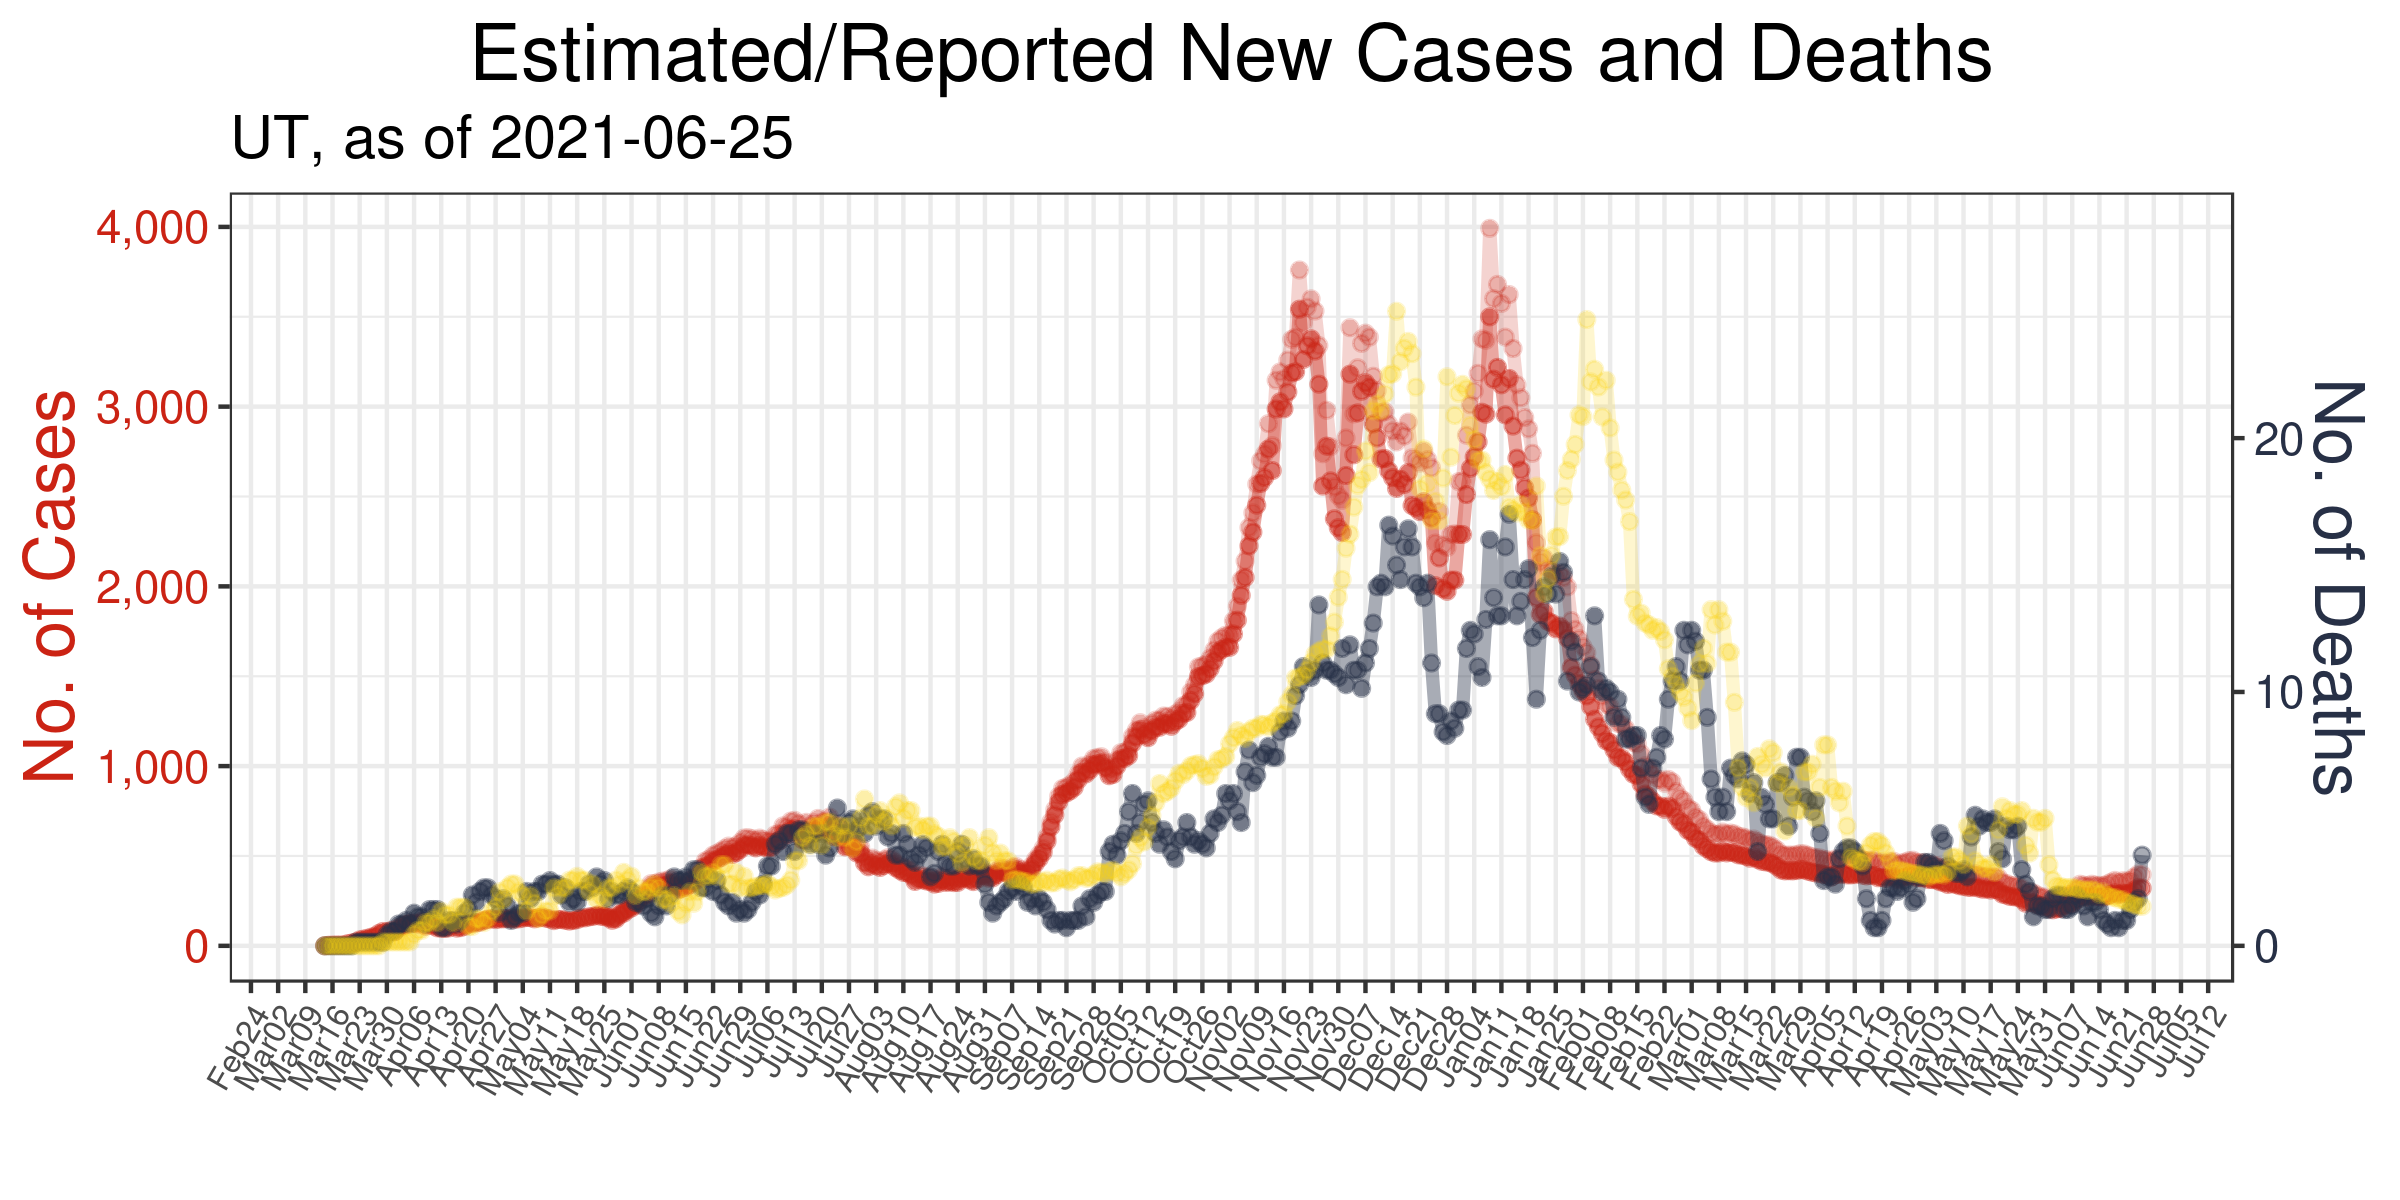 Estimated/Reported New Cases and Deaths
UT, as of 2021-06-25
No. of Cases
4,000
3,000
2,000
1,000
0
No. of Deaths
20
10
0
Feb24
Mar02
Mar09
Mar16
Mar23
Mar30
Apr06
Apr13
Apr20
Apr27
May04
May11
May18
May25
Jun01
Jun08
Jun15
Jun22
Jun29
Jul06
Jul13
Jul20
Jul27
Aug03
Aug10
Aug17
Aug24
Aug31
Sep07
Sep14
Sep21
Sep28
Oct05
Oct12
Oct19
Oct26
Nov02
Nov09
Nov16
Nov23
Nov30
Dec07
Dec14
Dec21
Dec28
Jan04
Jan11
Jan18
Jan25
Feb01
Feb08
Feb15
Feb22
Mar01
Mar08
Mar15
Mar22
Mar29
Apr05
Apr12
Apr19
Apr26
May03
May10
May17
May24
May31
Jun07
Jun14
Jun21
Jun28
Jul05
Jul12